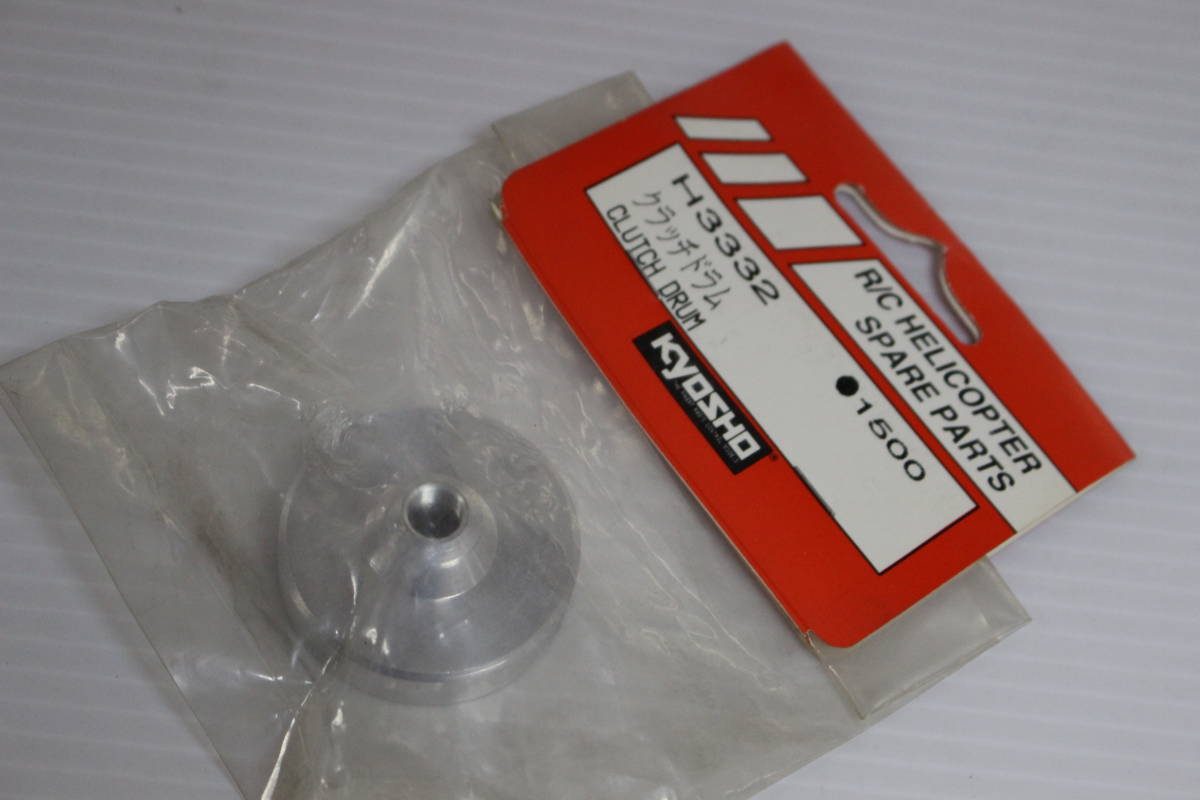 R/C HELICOPTER
SPARE PARTS
H3332
クラッチドラム
CLUTCH DRUM
●1500
KYOSHO